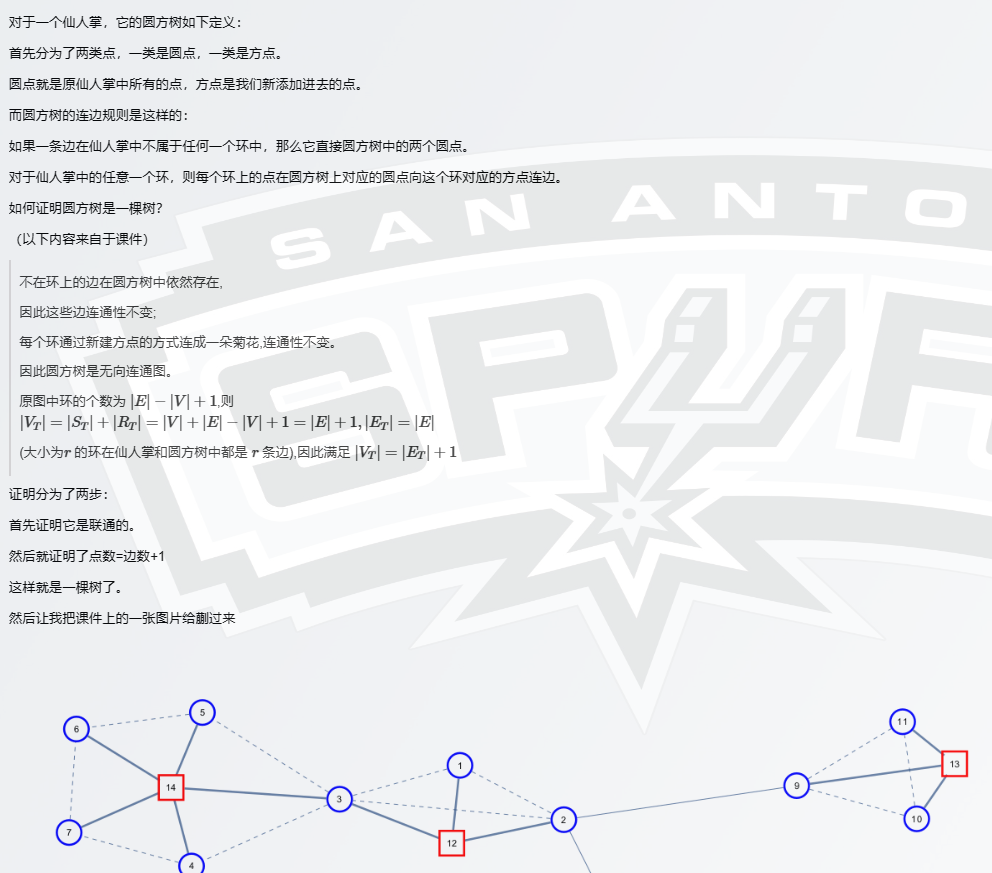 对于一个仙人掌，它的圆方树如下定义：
首先分为了两类点，一类是圆点，一类是方点。
圆点就是原仙人掌中所有的点，方点是我们新添加进去的点。
而圆方树的连边规则是这样的：
如果一条边在仙人掌中不属于任何一个环中，那么它直接圆方树中的两个圆点。
对于仙人掌中的任意一个环，则每个环上的点在圆方树上对应的圆点向这个环对应的方点连边。
如何证明圆方树是一棵树？
（以下内容来自于课件）
不在环上的边在圆方树中依然存在,
因此这些边连通性不变;
每个环通过新建方点的方式连成一朵菊花,连通性不变。
因此圆方树是无向连通图。
原图中环的个数为 |E| − |V| + 1,则
|V_T| = |S_T| + |R_T| = |V| + |E| − |V| + 1 = |E| + 1, |E_T| = |E|
(大小为r 的环在仙人掌和圆方树中都是 r 条边),因此满足 |V_T| = |E_T| + 1
证明分为了两步：
首先证明它是联通的。
然后就证明了点数=边数+1
这样就是一棵树了。
然后让我把课件上的一张图片给蒯过来
SAN ANTO
SPUR
5
6
14
7
4
3
1
12
2
9
11
13
10